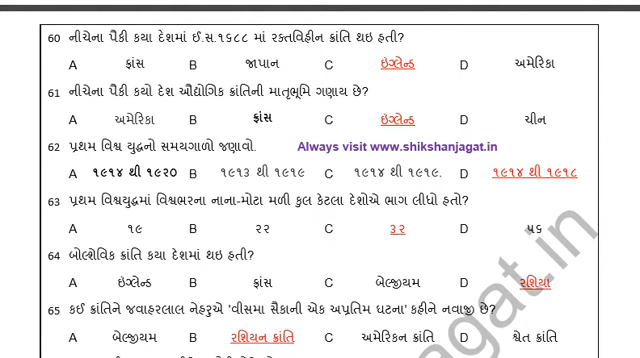 60 નીચેના પૈકી કયા દેશમાં ઈ.સ.૧૬૮૮ માં રક્તવિહીન ક્રાંતિ થઇ હતી?
A ફ્રાંસ B જાપાન C ઇંગ્લેન્ડ D અમેરિકા
61 નીચેના પૈકી કયો દેશ ઔદ્યોગિક ક્રાંતિની માતૃભૂમિ ગણાય છે?
A અમેરિકા B ફ્રાંસ C ઇંગ્લેન્ડ D ચીન
62 પ્રથમ વિશ્વ યુદ્ધનો સમયગાળો જણાવો. Always visit www.shikshanjagat.in
A ૧૯૧૪ થી ૧૯૨૦ B ૧૯૧૩ થી ૧૯૧૯ C ૧૯૧૪ થી ૧૯૧૯. D ૧૯૧૪ થી ૧૯૧૮
63 પ્રથમ વિશ્વયુદ્ધમાં વિશ્વભરના નાના-મોટા મળી કુલ કેટલા દેશોએ ભાગ લીધો હતો?
A ૧૯ B ૨૨ C ૩૨ D ૫૬
64 બોલ્શેવિક ક્રાંતિ કયા દેશમાં થઇ હતી?
A ઇંગ્લેન્ડ B ફ્રાંસ C બેલ્જીયમ D રશિયા
65 કઈ ક્રાંતિને જવાહરલાલ નેહરુએ 'વીસમા સૈકાની એક અપ્રતિમ ઘટના' કહીને નવાજી છે?
A બેલ્જીયમ B રશિયન ક્રાંતિ C અમેરિકન ક્રાંતિ D શ્વેત ક્રાંતિ
jagat.in